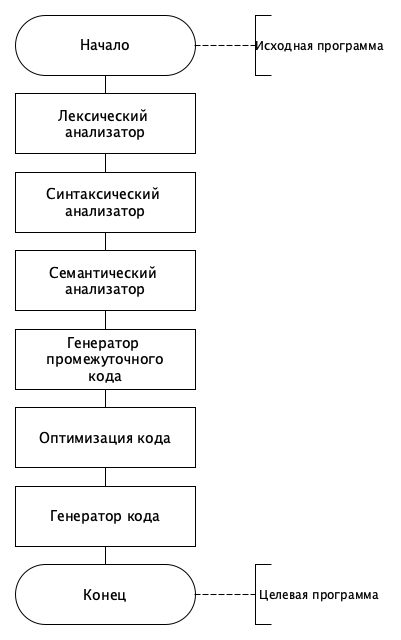 Начало
Исходная программа
Лексический
анализатор
Синтаксический
анализатор
Семантический
анализатор
Генератор
промежуточного
кода
Оптимизация кода
Генератор кода
Конец
Целевая программа